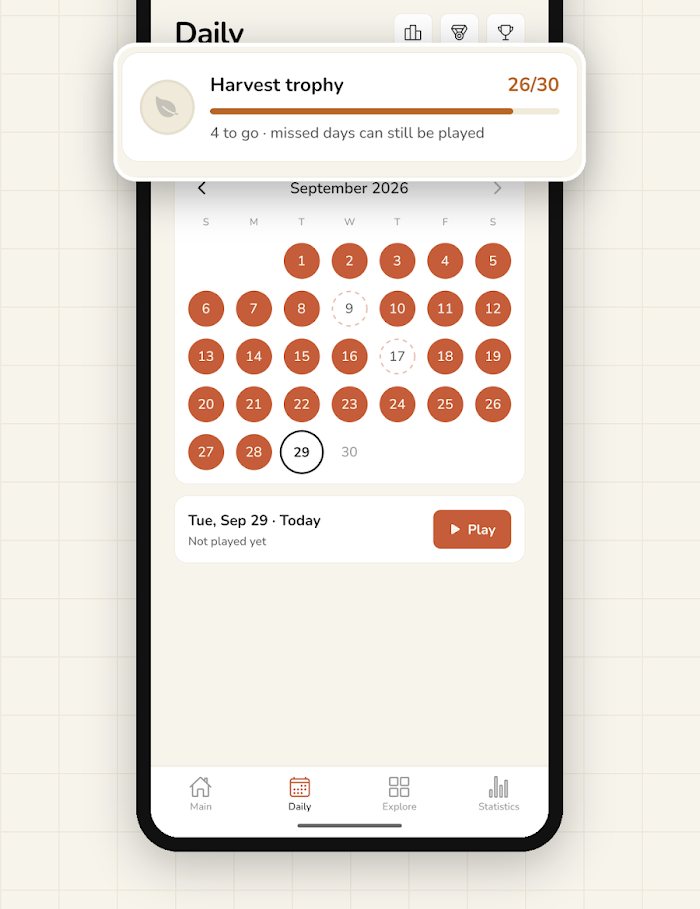 Daily
Harvest trophy 26/30
4 to go · missed days can still be played
September 2026
S M T W T F S
1 2 3 4 5
6 7 8 9 10 11 12
13 14 15 16 17 18 19
20 21 22 23 24 25 26
27 28 29 30
Tue, Sep 29 · Today
Not played yet
Play
Main Daily Explore Statistics